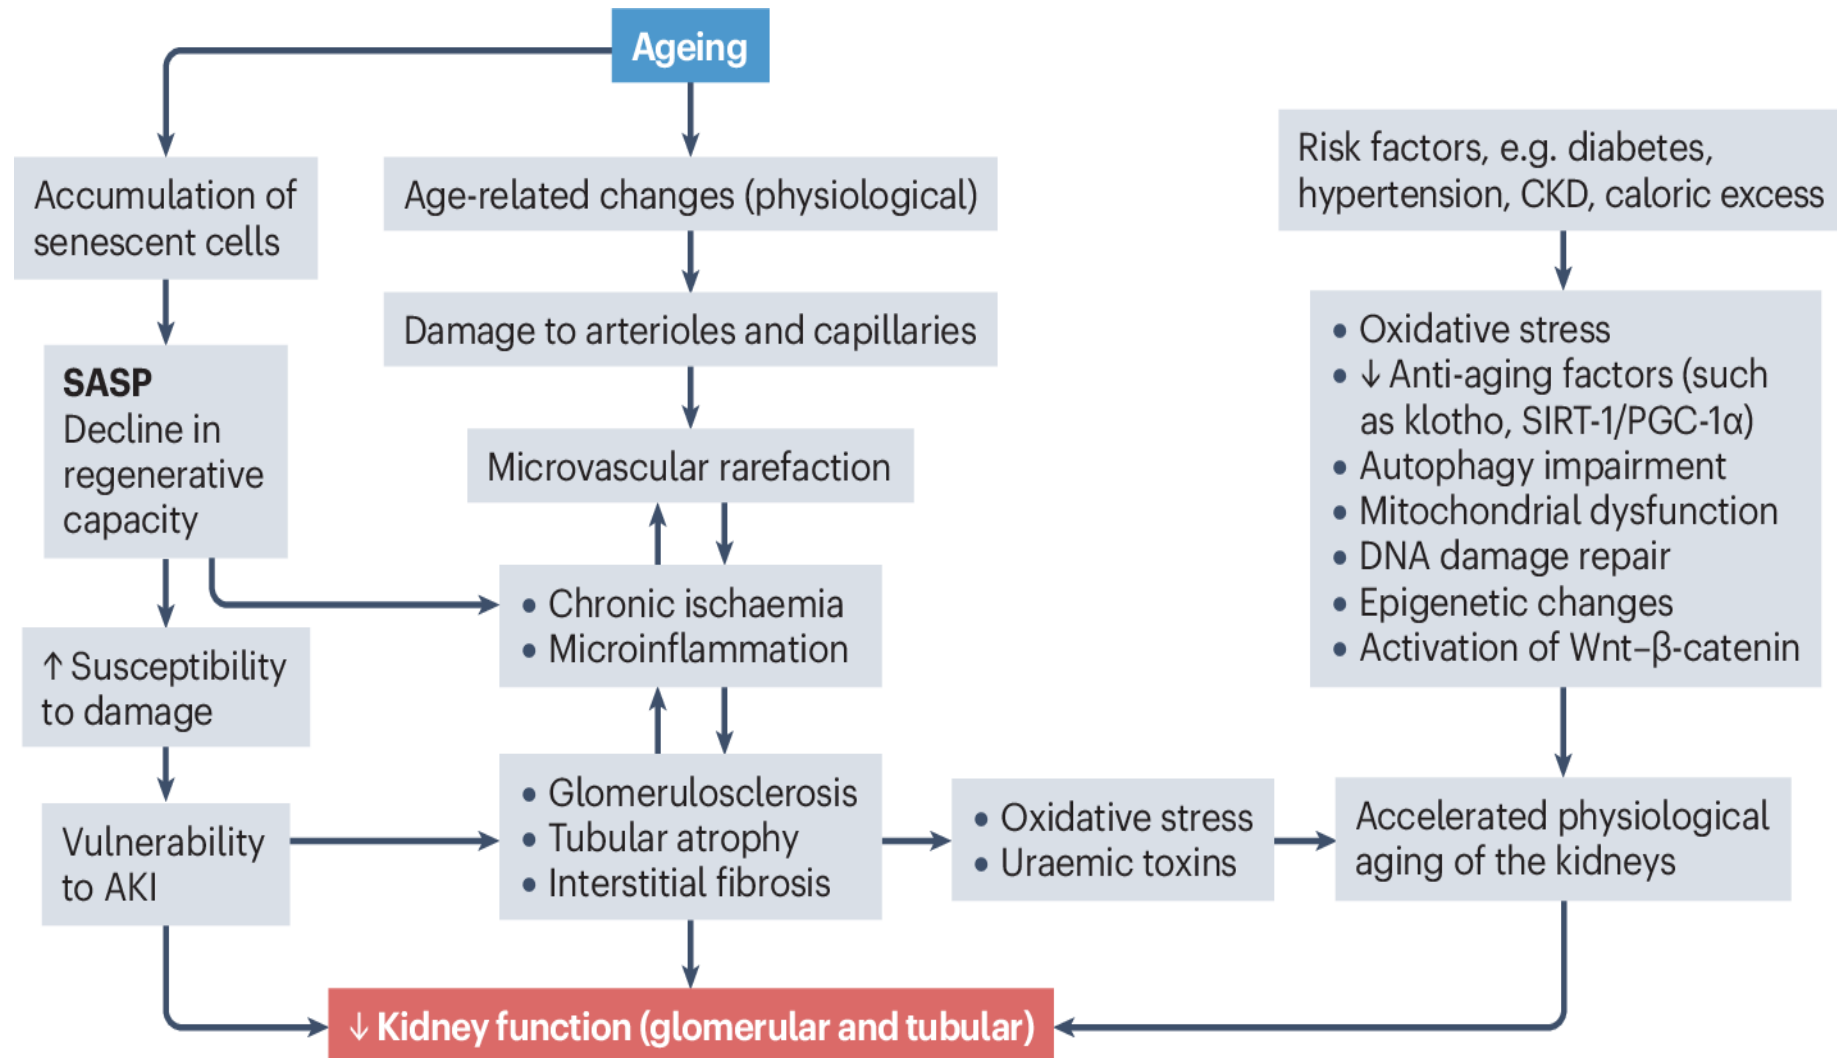 Ageing
Accumulation of
senescent cells
SASP
Decline in
regenerative
capacity
↑ Susceptibility
to damage
Vulnerability
to AKI
Age-related changes (physiological)
Damage to arterioles and capillaries
Microvascular rarefaction
• Chronic ischaemia
• Microinflammation
• Glomerulosclerosis
• Tubular atrophy
• Interstitial fibrosis
• Oxidative stress
• Uraemic toxins
Risk factors, e.g. diabetes,
hypertension, CKD, caloric excess
• Oxidative stress
• ↓ Anti-aging factors (such
as klotho, SIRT-1/PGC-1α)
• Autophagy impairment
• Mitochondrial dysfunction
• DNA damage repair
• Epigenetic changes
• Activation of Wnt–β-catenin
Accelerated physiological
aging of the kidneys
↓ Kidney function (glomerular and tubular)